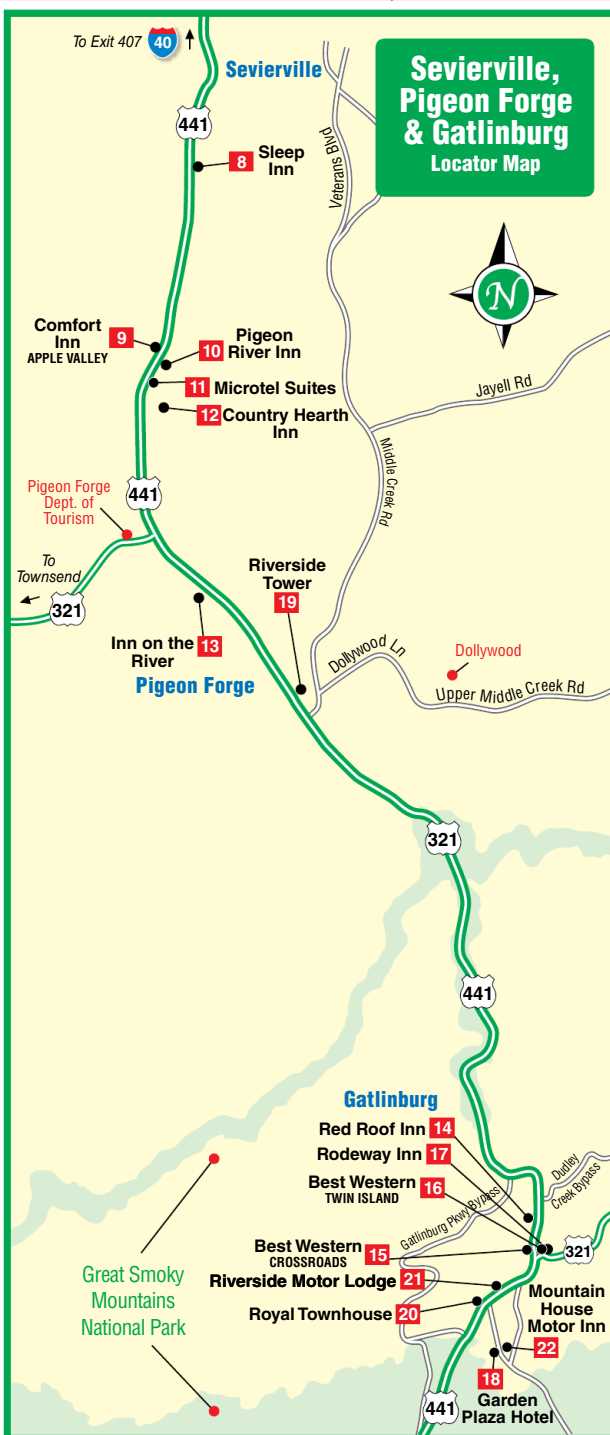 To Exit 407
40
Sevierville
Sevierville,
Pigeon Forge
& Gatlinburg
Locator Map
441
8 Sleep
Inn
Veterans Blvd
N
Comfort
Inn
APPLE VALLEY
9
Pigeon
10 River Inn
11 Microtel Suites
12 Country Hearth
Inn
Jayell Rd
Middle Creek Rd
441
Pigeon Forge
Dept. of
Tourism
To
Townsend
321
Riverside
Tower
19
Inn on the
River
13
Pigeon Forge
Dollywood Ln
Dollywood
Upper Middle Creek Rd
321
441
Gatlinburg
Red Roof Inn 14
Rodeway Inn 17
Best Western 16
TWIN ISLAND
Dudley
Creek Bypass
Gatlinburg Pkwy Bypass
Best Western 15
CROSSROADS
321
Riverside Motor Lodge 21
Royal Townhouse 20
Mountain
House
Motor Inn
22
Great Smoky
Mountains
National Park
18
Garden
Plaza Hotel
441